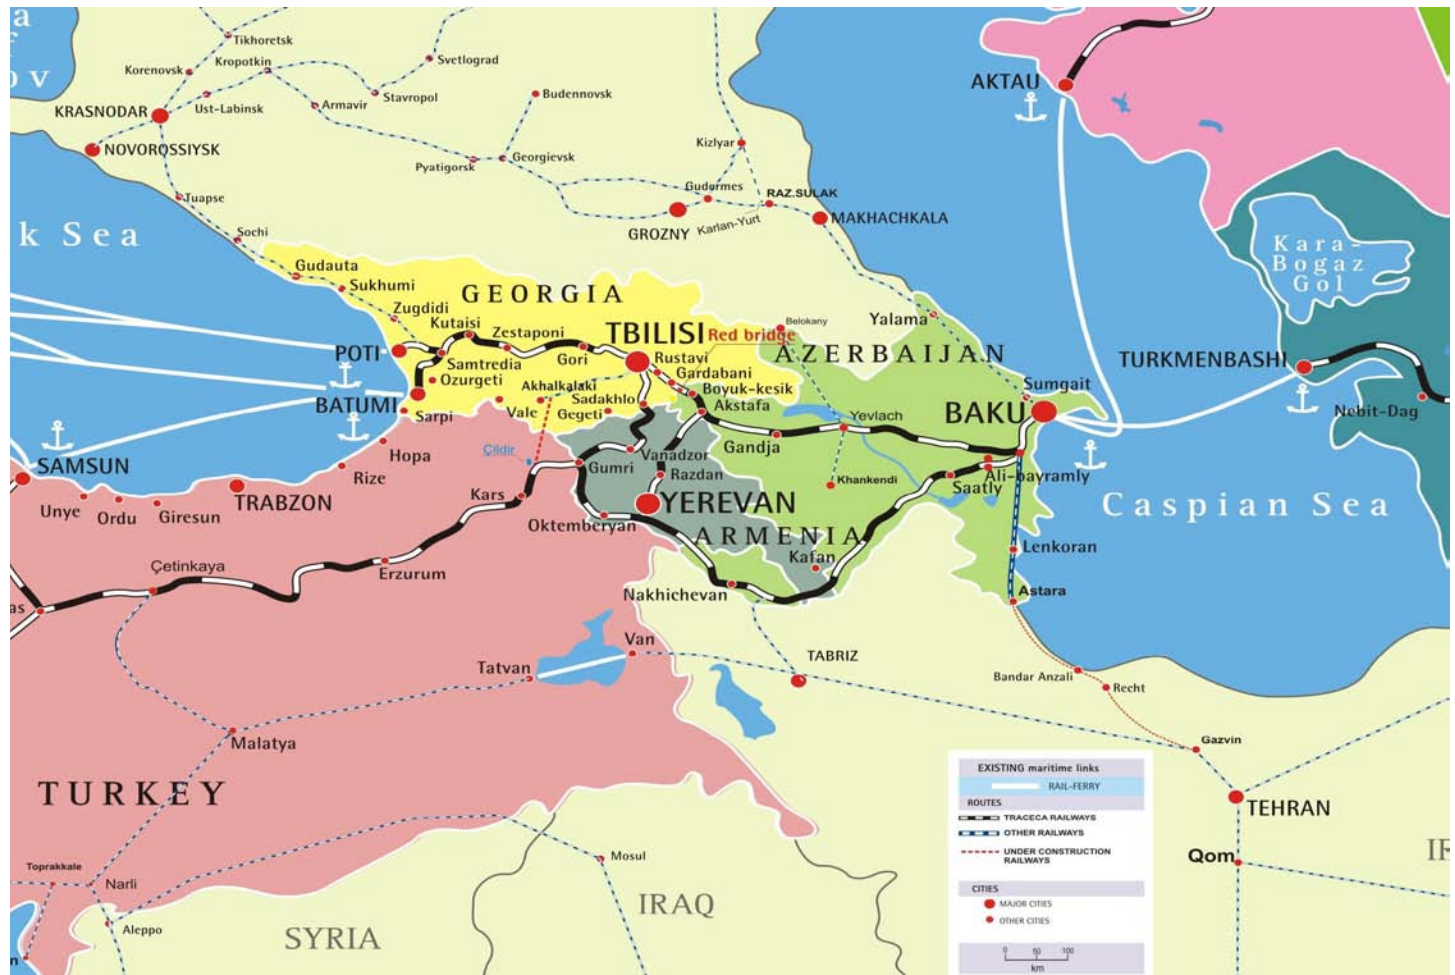 a
f
o v
Tikhoretsk
Kropotkin
Svetlograd
Korenovsk
AKTAU
Ust-Labinsk
Stavropol
Budennovsk
Armavir
KRASNODAR
NOVOROSSIYSK
Kizlyar
Georgievsk
Pyatigorsk
Gudermes
RAZ.SULAK
Tuapse
MAKHACHKALA
Karlan-Yurt
GROZNY
k Sea
Sochi
Kara-
Bogaz
Gol
Gudauta
Sukhumi
GEORGIA
Zugdidi
Yalama
Belokany
Kutaisi
Zestaponi
TBILISI
Red bridge
POTI
Samtredia
Gori
Rustavi
AZERBAIJAN
TURKMENBASHI
Ozurgeti
Gardabani
Akhalkalaki
Boyuk-kesik
Sumgait
BATUMI
Sadakhlo
Akstafa
Sarpi
Vale
Gegeti
Yevlach
BAKU
Nebit-Dag
Gandja
Hopa
Çildir
Vanadzor
SAMSUN
Rize
Gumri
Razdan
Ali-bayramly
Khankendi
Saatly
Kars
Unye
Ordu
Giresun
TRABZON
YEREVAN
Caspian Sea
Oktemberyan
ARMENIA
Kafan
Lenkoran
Çetinkaya
Erzurum
Nakhichevan
Astara
as
Van
TABRIZ
Tatvan
Bandar Anzali
Recht
Malatya
Gazvin
TURKEY
EXISTING maritime links
RAIL-FERRY
ROUTES
TRACECA RAILWAYS
OTHER RAILWAYS
UNDER CONSTRUCTION
RAILWAYS
CITIES
MAJOR CITIES
OTHER CITIES
0 50 100
km
TEHRAN
Qom
IR
Toprakkale
Narli
Mosul
IRAQ
Aleppo
SYRIA
n